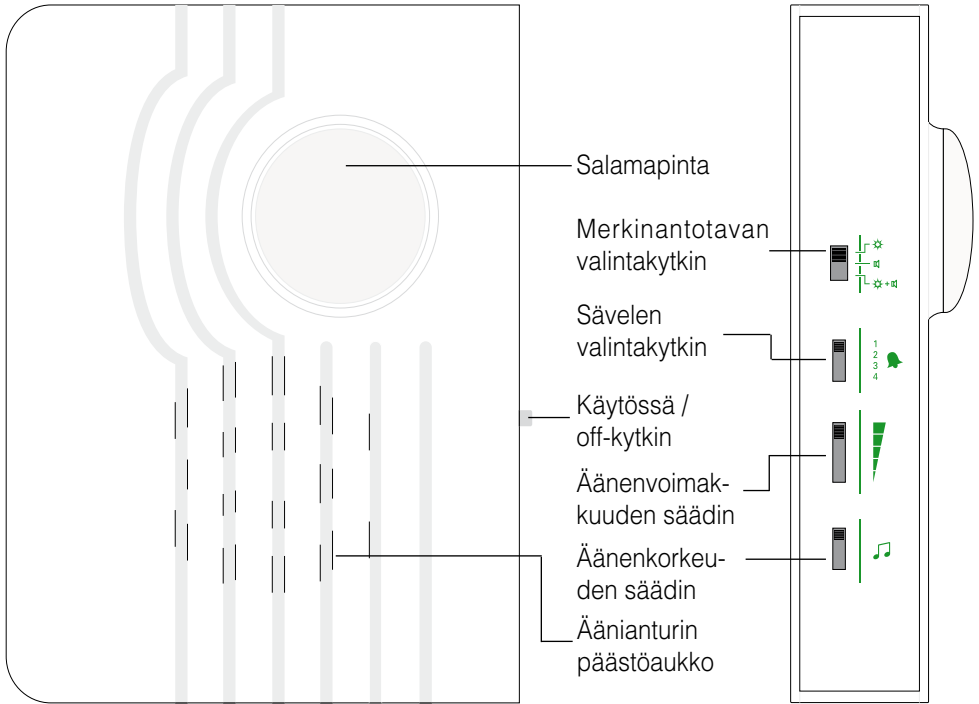 Salamapinta
Merkinantotavan
valintakytkin
Sävelen
valintakytkin
Käytössä /
off-kytkin
Äänenvoimak-
kuuden säädin
Äänenkorkeu-
den säädin
Äänianturin
päästöaukko
+
1
2
3
4